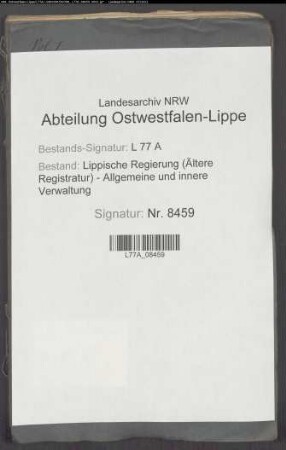 Landesarchiv NRW
Abteilung Ostwestfalen-Lippe
Bestands-Signatur: L 77 A
Bestand: Lippische Regierung (Ältere
Registratur) - Allgemeine und innere
Verwaltung
Signatur: Nr. 8459
L77A_08459